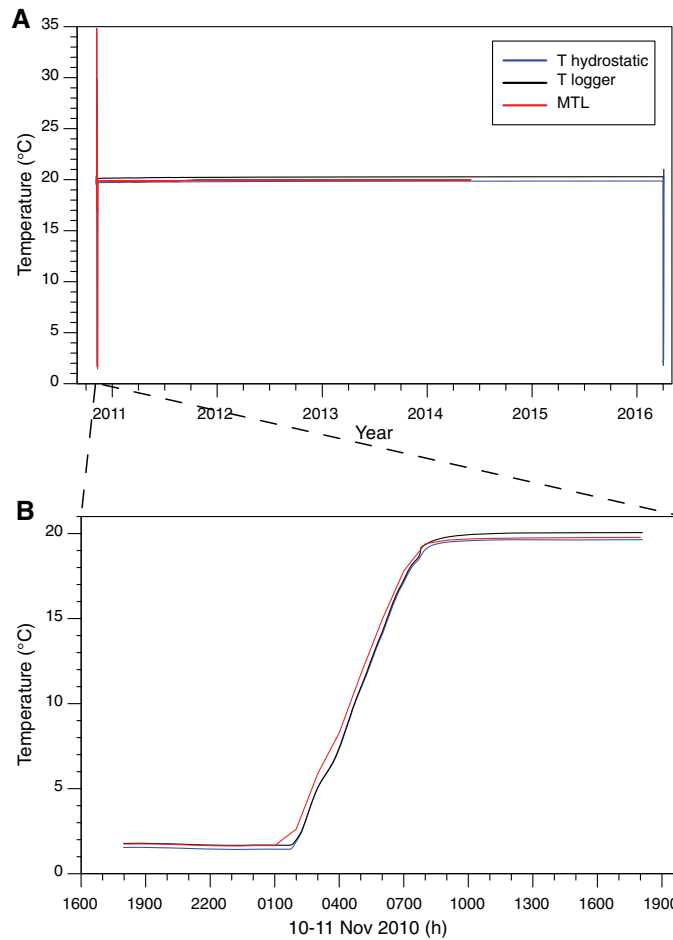 A
35
30
25
20
15
10
5
0
Temperature (°C)
T hydrostatic
T logger
MTL
2011 2012 2013 2014 2015 2016
Year
B
20
15
10
5
0
Temperature (°C)
1600 1900 2200 0100 0400 0700 1000 1300 1600 1900
10-11 Nov 2010 (h)